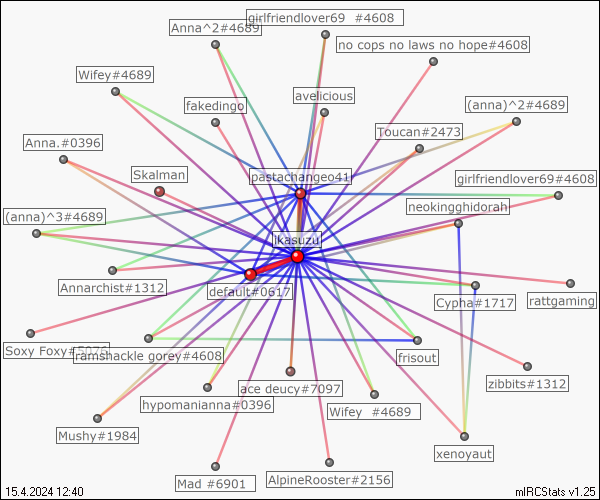 girlfriendlover69 #4608
Anna^2#4689
no cops no laws no hope#4608
Wifey#4689
avelicious
fakedingo
(anna)^2#4689
Toucan#2473
Anna.#0396
Skalman
pastachangeo41
girlfriendlover69#4608
neokingghidorah
(anna)^3#4689
ikasuzu
Annarchist#1312
default#0617
rattgaming
Cypha#1717
Soxy Foxy
ramshackle gorey#4608
frisout
zibbits#1312
ace deucy#7097
hypomanianna#0396
Wifey #4689
Mushy#1984
xenoyaut
Mad #6901
AlpineRooster#2156
15.4.2024 12:40
mIRCStats v1.25